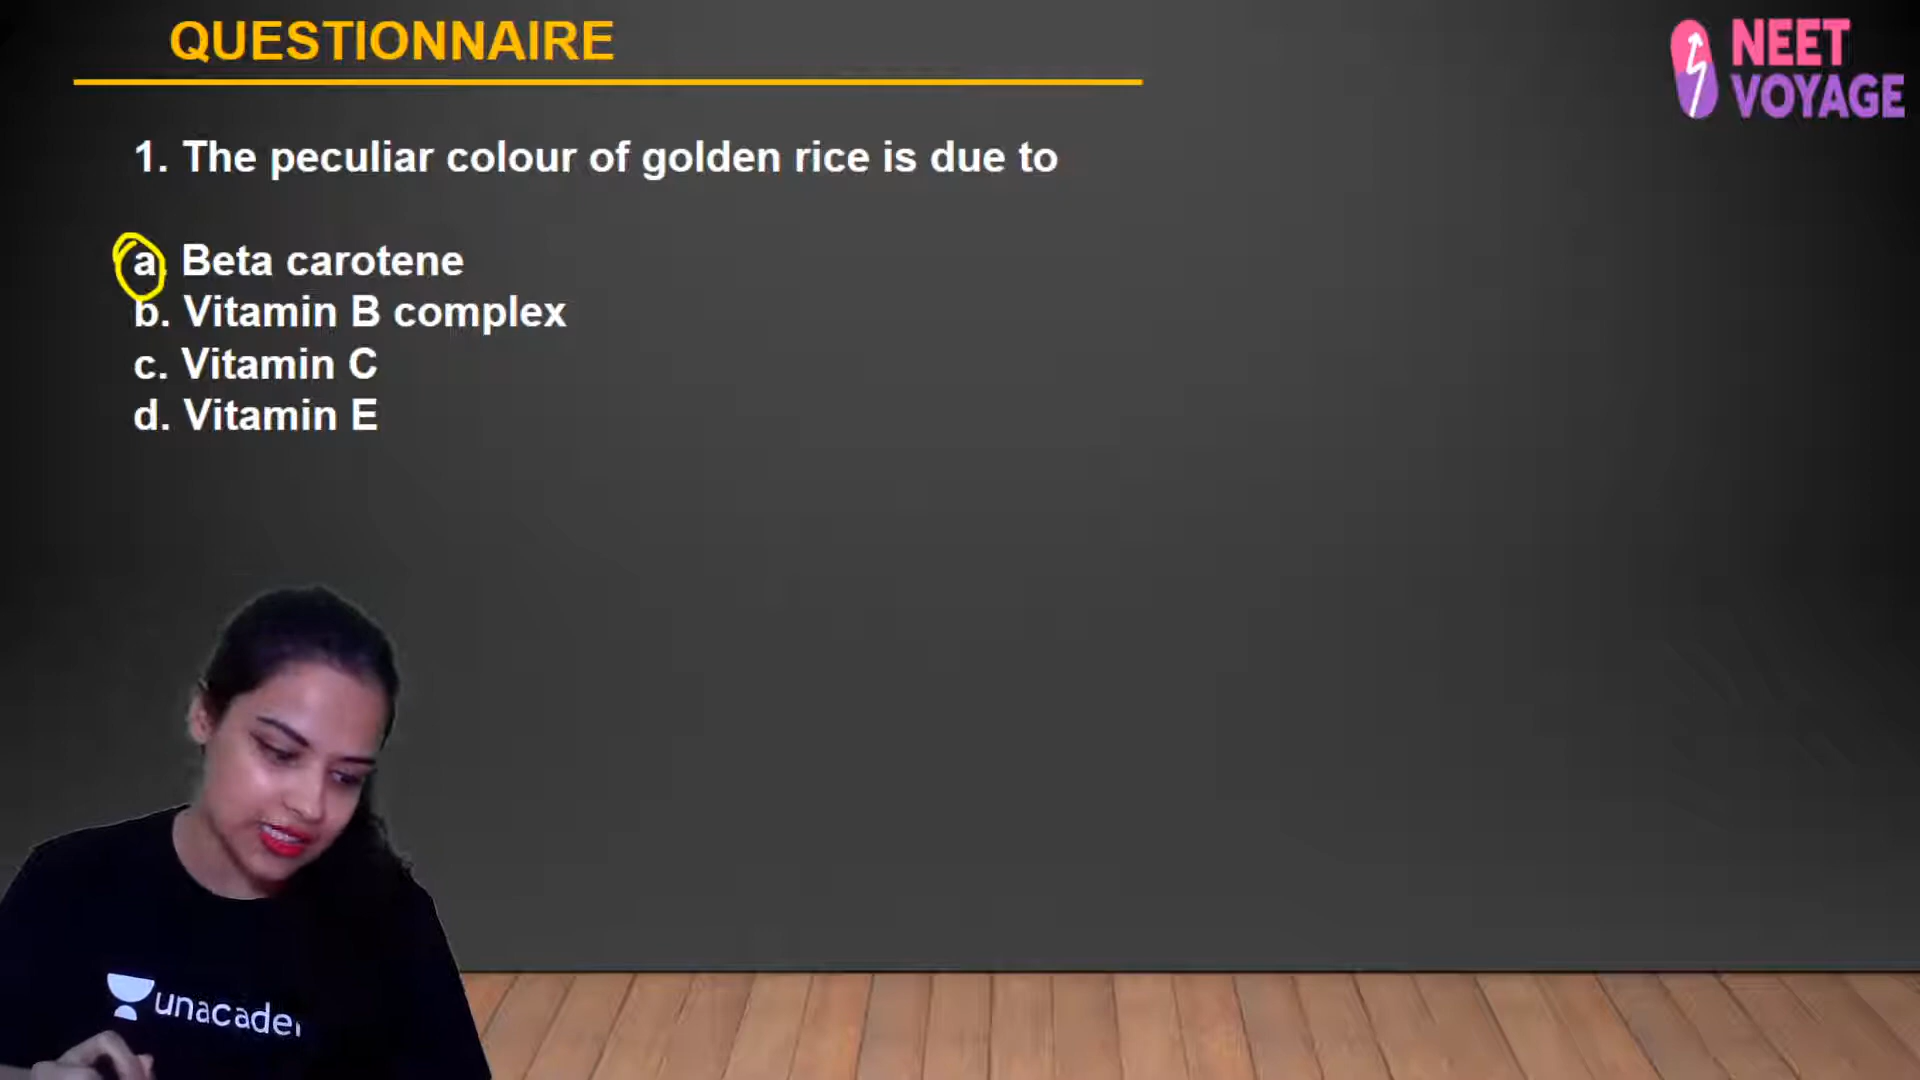 QUESTIONNAIRE
NEET
VOYAGE
1. The peculiar colour of golden rice is due to
a. Beta carotene
b. Vitamin B complex
c. Vitamin C
d. Vitamin E
unacade